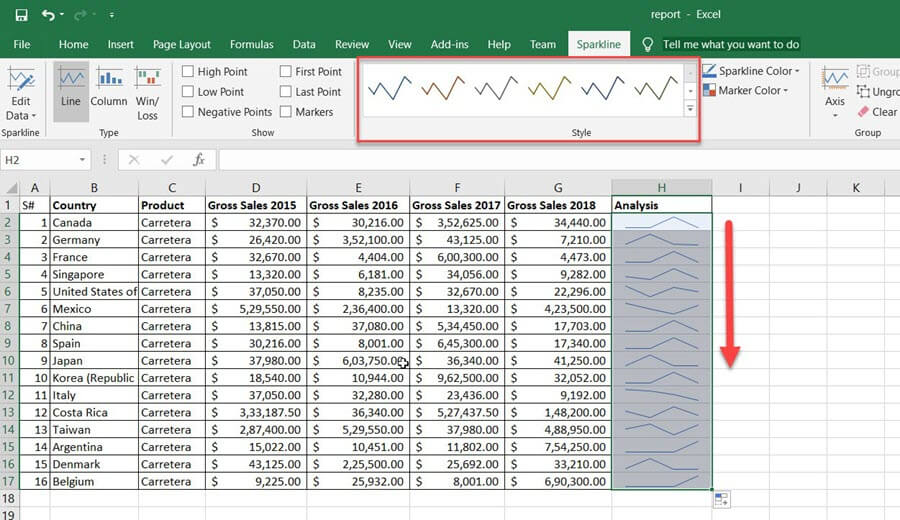 report - Excel
File Home Insert Page Layout Formulas Data Review View Add-ins Help Team Sparkline Tell me what you want to do
Edit Data
Sparkline
Line Column Win/Loss
Type
High Point First Point
Low Point Last Point
Negative Points Markers
Show
Style
Sparkline Color
Marker Color
Axis
Group
Ungro
Clear
Group
H2 fx
A B C D E F G H I J K
1 S# Country Product Gross Sales 2015 Gross Sales 2016 Gross Sales 2017 Gross Sales 2018 Analysis
2 1 Canada Carretera $ 32,370.00 $ 30,216.00 $ 3,52,625.00 $ 34,440.00
3 2 Germany Carretera $ 26,420.00 $ 3,52,100.00 $ 43,125.00 $ 7,210.00
4 3 France Carretera $ 32,670.00 $ 4,404.00 $ 6,00,300.00 $ 4,473.00
5 4 Singapore Carretera $ 13,320.00 $ 6,181.00 $ 34,056.00 $ 9,282.00
6 5 United States of Carretera $ 37,050.00 $ 8,235.00 $ 32,670.00 $ 22,296.00
7 6 Mexico Carretera $ 5,29,550.00 $ 2,36,400.00 $ 13,320.00 $ 4,23,500.00
8 7 China Carretera $ 13,815.00 $ 37,080.00 $ 5,34,450.00 $ 17,703.00
9 8 Spain Carretera $ 30,216.00 $ 8,001.00 $ 6,45,300.00 $ 17,340.00
10 9 Japan Carretera $ 37,980.00 $ 6,03,750.00 $ 36,340.00 $ 41,250.00
11 10 Korea (Republic Carretera $ 18,540.00 $ 10,944.00 $ 9,62,500.00 $ 32,052.00
12 11 Italy Carretera $ 37,050.00 $ 32,280.00 $ 23,436.00 $ 9,192.00
13 12 Costa Rica Carretera $ 3,33,187.50 $ 36,340.00 $ 5,27,437.50 $ 1,48,200.00
14 13 Taiwan Carretera $ 2,87,400.00 $ 5,29,550.00 $ 37,980.00 $ 4,88,950.00
15 14 Argentina Carretera $ 15,022.00 $ 10,451.00 $ 11,802.00 $ 7,54,250.00
16 15 Denmark Carretera $ 43,125.00 $ 2,25,500.00 $ 25,692.00 $ 33,210.00
17 16 Belgium Carretera $ 9,225.00 $ 25,932.00 $ 8,001.00 $ 6,90,300.00
18
19